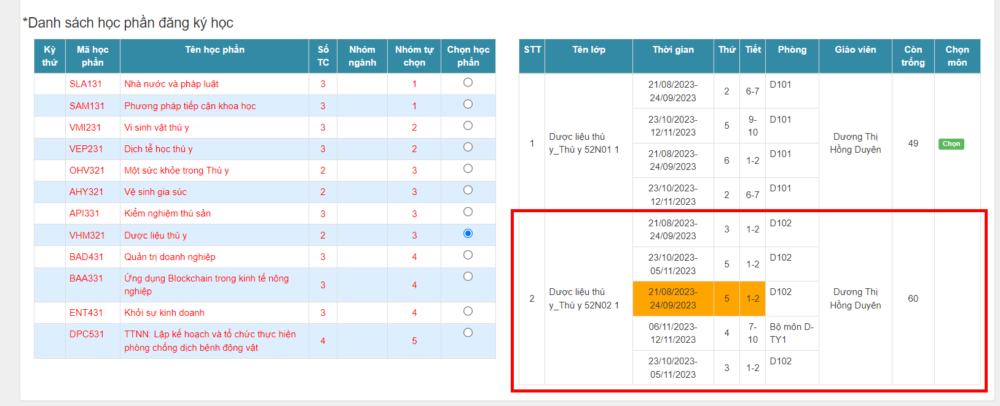 *Danh sách học phần đăng ký học
Kỳ thứ Mã học phần Tên học phần Số TC Nhóm ngành Nhóm tự chọn Chọn học phần
SLA131 Nhà nước và pháp luật 3 1
SAM131 Phương pháp tiếp cận khoa học 3 1
VMI231 Vi sinh vật thú y 3 2
VEP231 Dịch tễ học thú y 3 2
OHV321 Một sức khỏe trong Thú y 2 3
AHY321 Vệ sinh gia súc 2 3
API331 Kiểm nghiệm thú sản 3 3
VHM321 Dược liệu thú y 2 3
BAD431 Quản trị doanh nghiệp 3 4
BAA331 Ứng dụng Blockchain trong kinh tế nông nghiệp 3 4
ENT431 Khởi sự kinh doanh 3 4
DPC531 TTNN: Lập kế hoạch và tổ chức thực hiện phòng chống dịch bệnh động vật 4 5
STT Tên lớp Thời gian Thứ Tiết Phòng Giáo viên Còn trống Chọn môn
1 Dược liệu thú y_Thú y 52N01 1
21/08/2023-24/09/2023 2 6-7 D101
23/10/2023-12/11/2023 5 9-10 D101
21/08/2023-24/09/2023 6 1-2 D101
23/10/2023-12/11/2023 2 6-7 D101
Dương Thị Hồng Duyên 49 Chọn
2 Dược liệu thú y_Thú y 52N02 1
21/08/2023-24/09/2023 3 1-2 D102
23/10/2023-05/11/2023 5 1-2 D102
21/08/2023-24/09/2023 5 1-2 D102
06/11/2023-12/11/2023 4 7-10 Bộ môn D-TY1
23/10/2023-05/11/2023 3 1-2 D102
Dương Thị Hồng Duyên 60